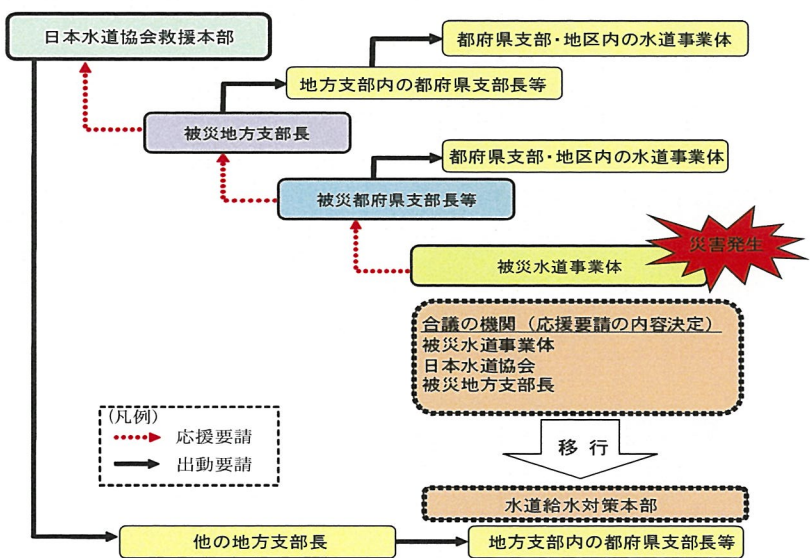 日本水道協会救援本部
都府県支部・地区内の水道事業体
地方支部内の都府県支部長等
被災地方支部長
都府県支部・地区内の水道事業体
被災都府県支部長等
災害発生
被災水道事業体
合議の機関（応援要請の内容決定）
被災水道事業体
日本水道協会
被災地方支部長
(凡例)
応援要請
出動要請
移行
水道給水対策本部
他の地方支部長
地方支部内の都府県支部長等